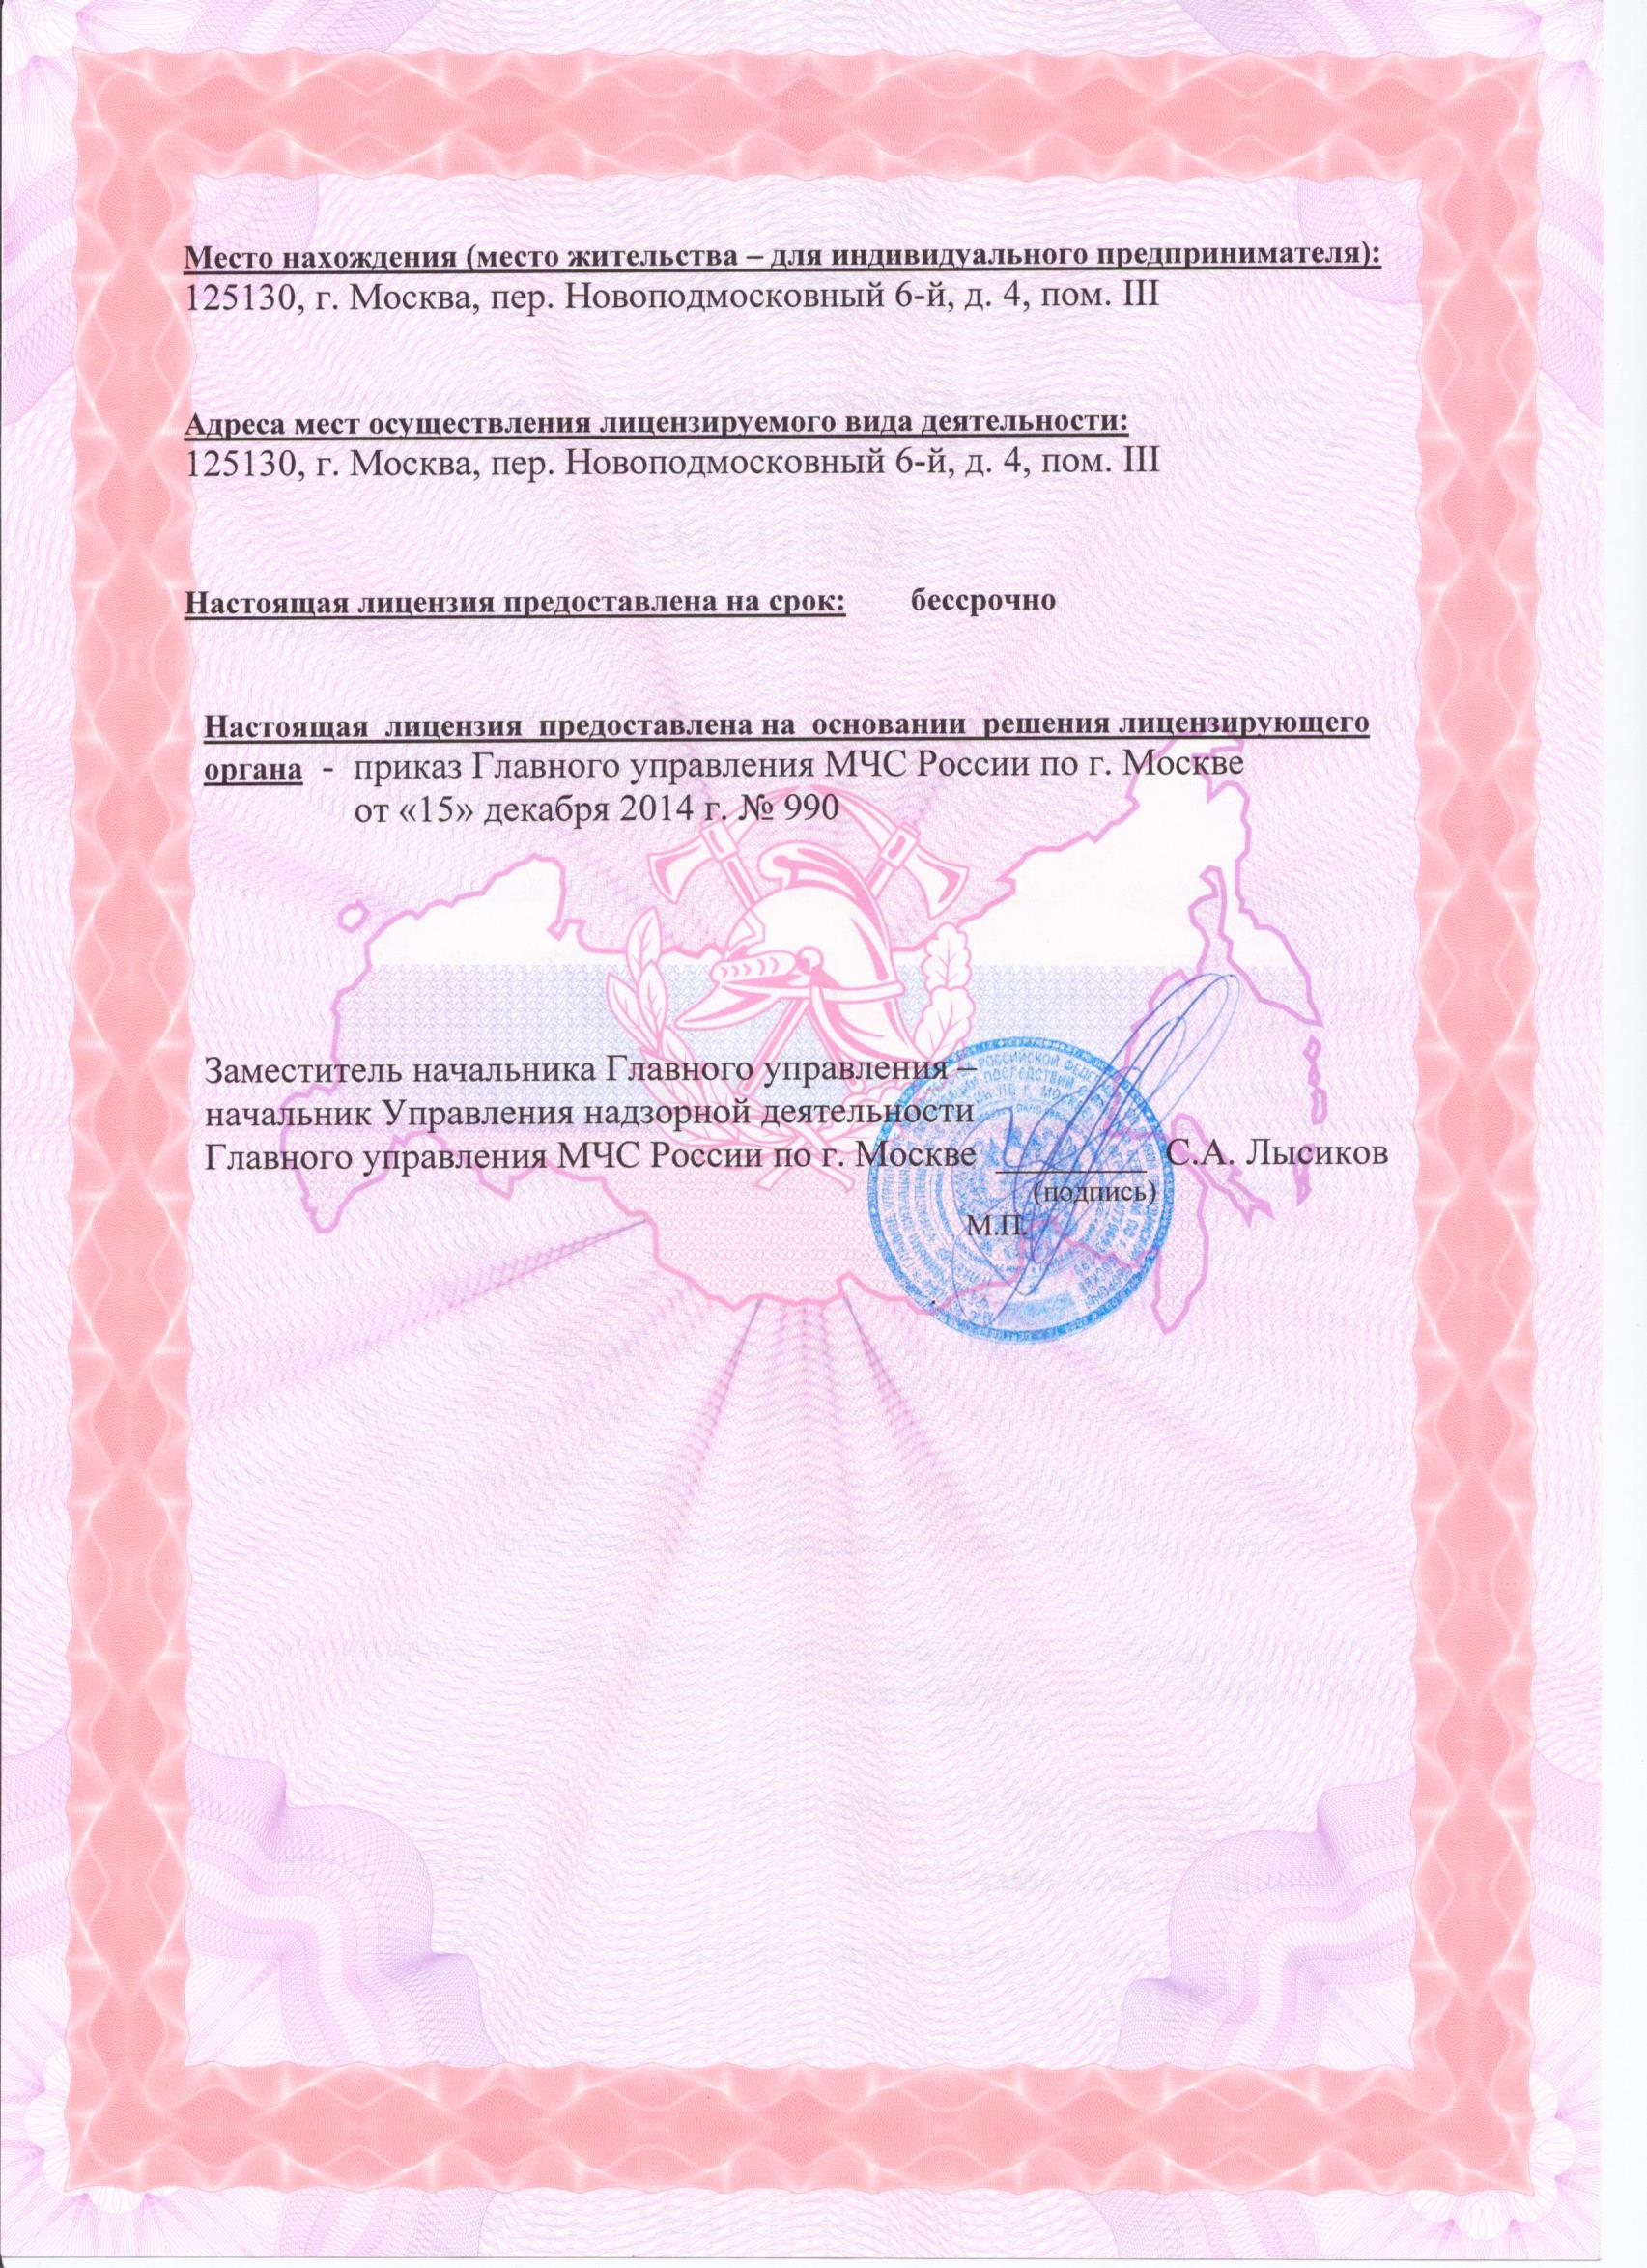 Место нахождения (место жительства – для индивидуального предпринимателя):
125130, г. Москва, пер. Новоподмосковный 6-й, д. 4, пом. III
Адреса мест осуществления лицензируемого вида деятельности:
125130, г. Москва, пер. Новоподмосковный 6-й, д. 4, пом. III
Настоящая лицензия предоставлена на срок: бессрочно
Настоящая лицензия предоставлена на основании решения лицензирующего
органа - приказ Главного управления МЧС России по г. Москве
от «15» декабря 2014 г. № 990
Заместитель начальника Главного управления –
начальник Управления надзорной деятельности
Главного управления МЧС России по г. Москве ________ С.А. Лысиков
(подпись)
М.П.
РОССИЙСКОЙ ФЕДЕРАЦИИ